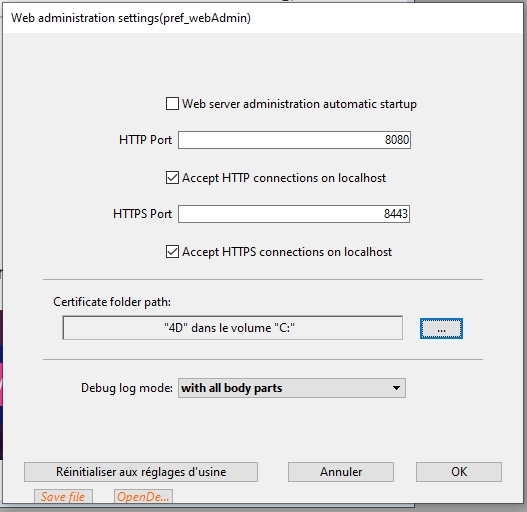 Web administration settings(pref_webAdmin)
Web server administration automatic startup
HTTP Port 8080
Accept HTTP connections on localhost
HTTPS Port 8443
Accept HTTPS connections on localhost
Certificate folder path:
"4D" dans le volume "C:" ...
Debug log mode: with all body parts
Réinitialiser aux réglages d'usine Annuler OK
Save file OpenDe...